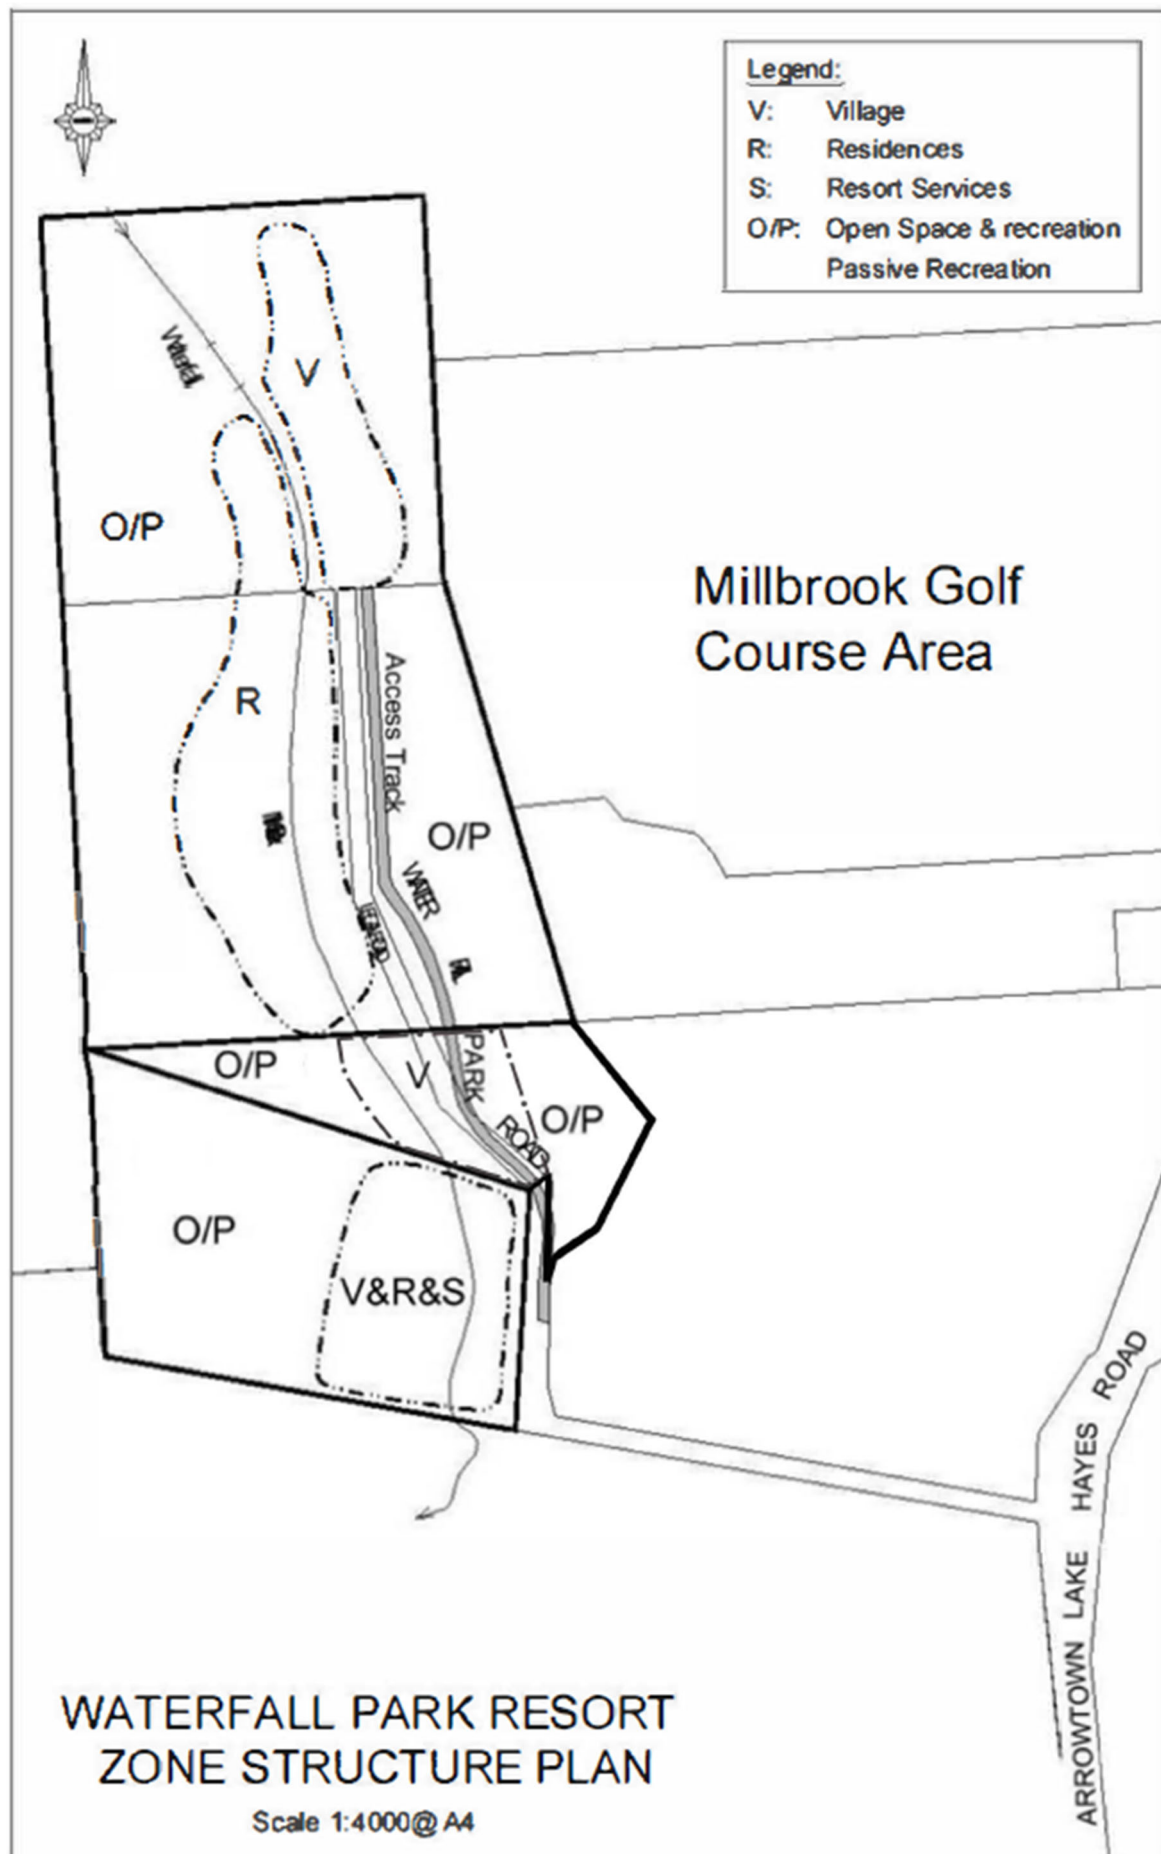 Legend:
V: Village
R: Residences
S: Resort Services
O/P: Open Space & recreation
Passive Recreation
Waterfall
V
O/P
Millbrook Golf
Course Area
R
Access Track
O/P
WATER
PARK
ROAD
O/P
V
O/P
O/P
V&R&S
ARROWTOWN LAKE HAYES ROAD
WATERFALL PARK RESORT
ZONE STRUCTURE PLAN
Scale 1:4000@ A4